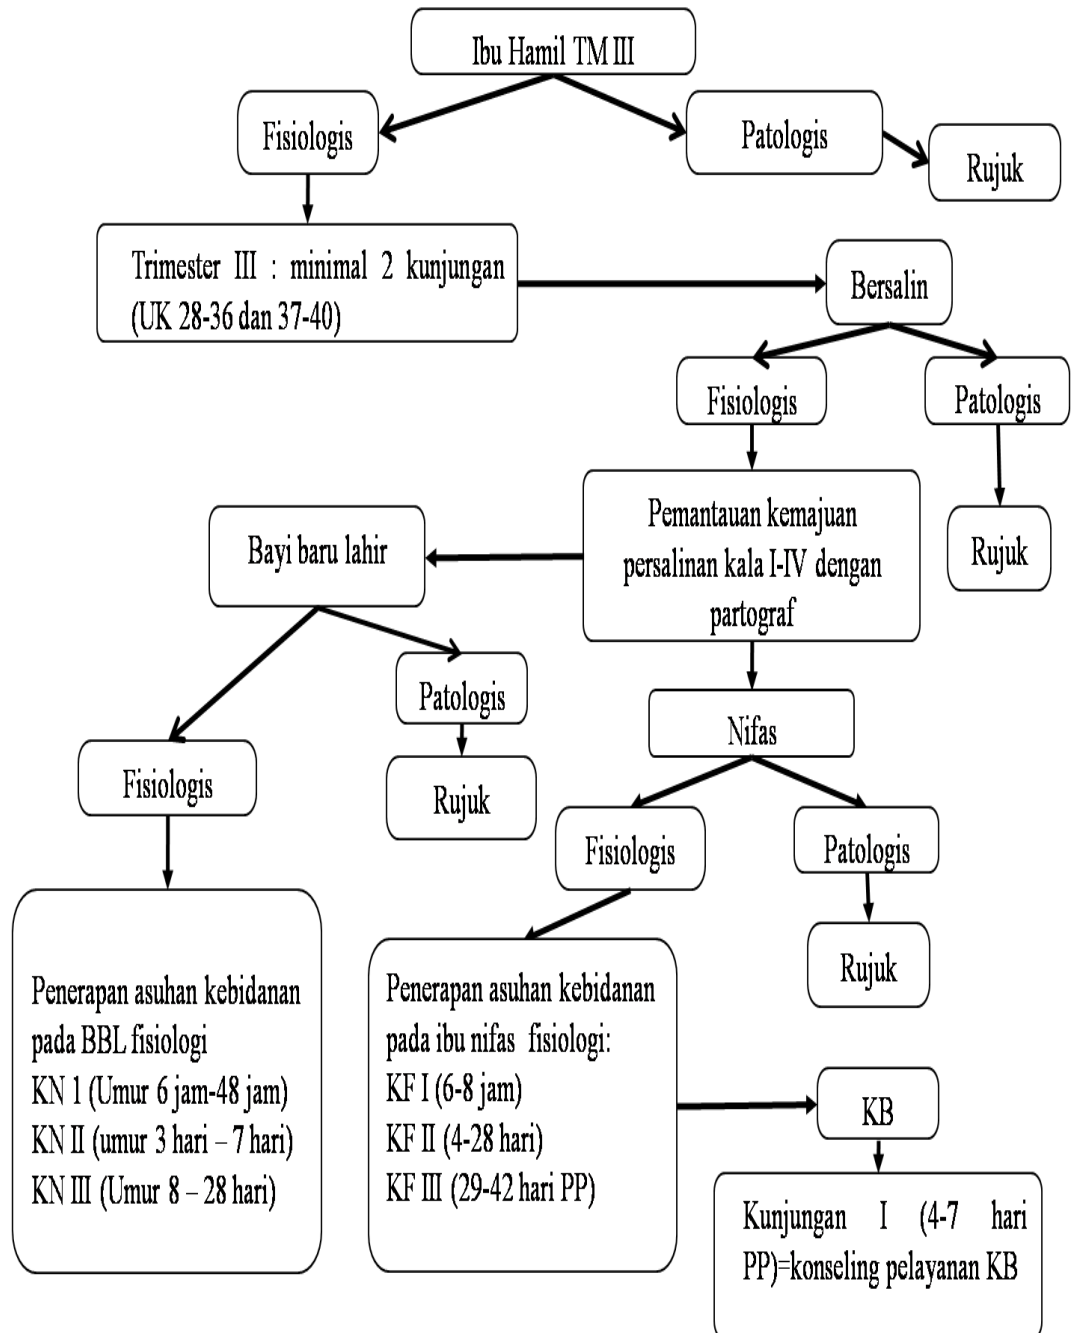 Ibu Hamil TM III
Fisiologis
Patologis
Rujuk
Trimester III : minimal 2 kunjungan
(UK 28-36 dan 37-40)
Bersalin
Fisiologis
Patologis
Pemantauan kemajuan
persalinan kala I-IV dengan
partograf
Rujuk
Bayi baru lahir
Patologis
Rujuk
Fisiologis
Nifas
Fisiologis
Patologis
Rujuk
Penerapan asuhan kebidanan
pada BBL fisiologi
KN 1 (Umur 6 jam-48 jam)
KN II (umur 3 hari – 7 hari)
KN III (Umur 8 – 28 hari)
Penerapan asuhan kebidanan
pada ibu nifas fisiologi:
KF I (6-8 jam)
KF II (4-28 hari)
KF III (29-42 hari PP)
KB
Kunjungan I (4-7 hari
PP)=konseling pelayanan KB